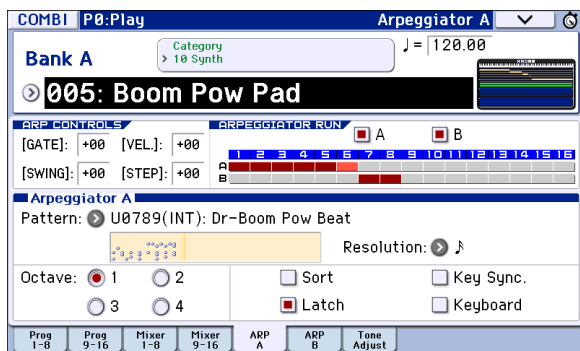 COMBI P0:Play Arpeggiator A
Bank A
Category
10 Synth
♩= 120.00
KROME
005: Boom Pow Pad
ARP CONTROLS
ARPEGGIATOR RUN
A B
[GATE]: +00 [VEL.]: +00
[SWING]: +00 [STEP]: +00
1 2 3 4 5 6 7 8 9 10 11 12 13 14 15 16
A
B
Arpeggiator A
Pattern: U0789(INT): Dr-Boom Pow Beat
Resolution: ♪
Octave: 1 2
3 4
Sort Key Sync.
Latch Keyboard
Prog 1-8
Prog 9-16
Mixer 1-8
Mixer 9-16
ARP A
ARP B
Tone Adjust